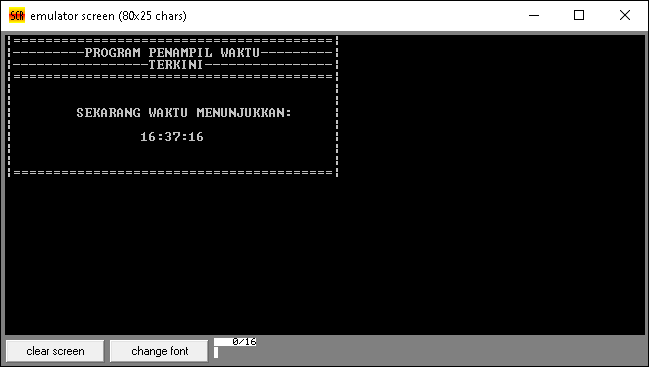 SCR emulator screen (80x25 chars)
¦========================================¦
¦---------PROGRAM PENAMPIL WAKTU---------¦
¦-----------------TERKINI----------------¦
¦========================================¦
SEKARANG WAKTU MENUNJUKKAN:
16:37:16
¦========================================¦
clear screen change font 0/16